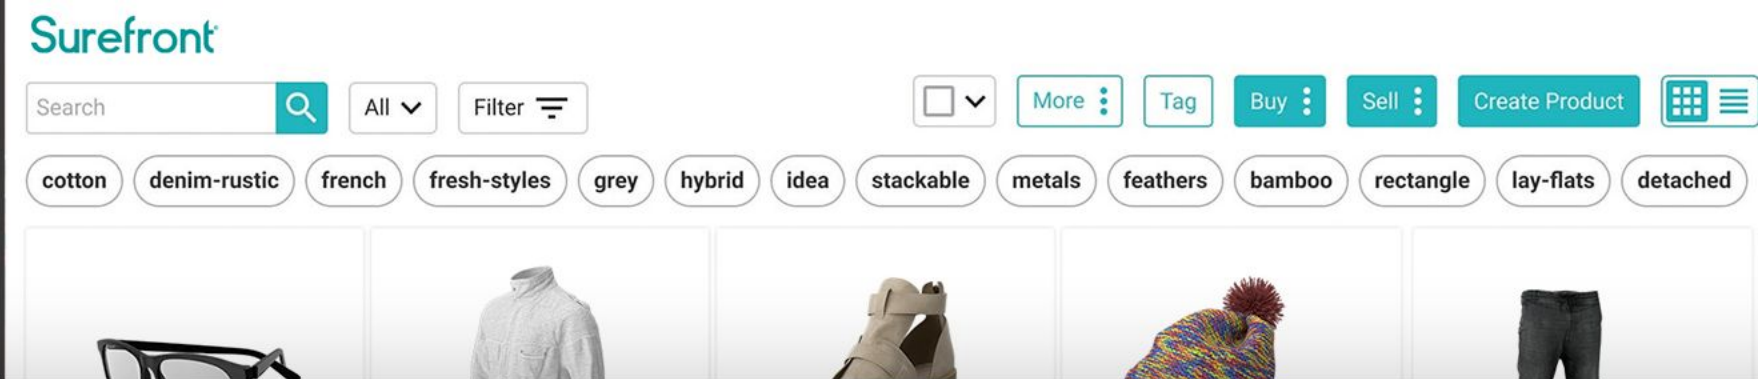 Surefront
Search All Filter More Tag Buy Sell Create Product
cotton denim-rustic french fresh-styles grey hybrid idea stackable metals feathers bamboo rectangle lay-flats detached